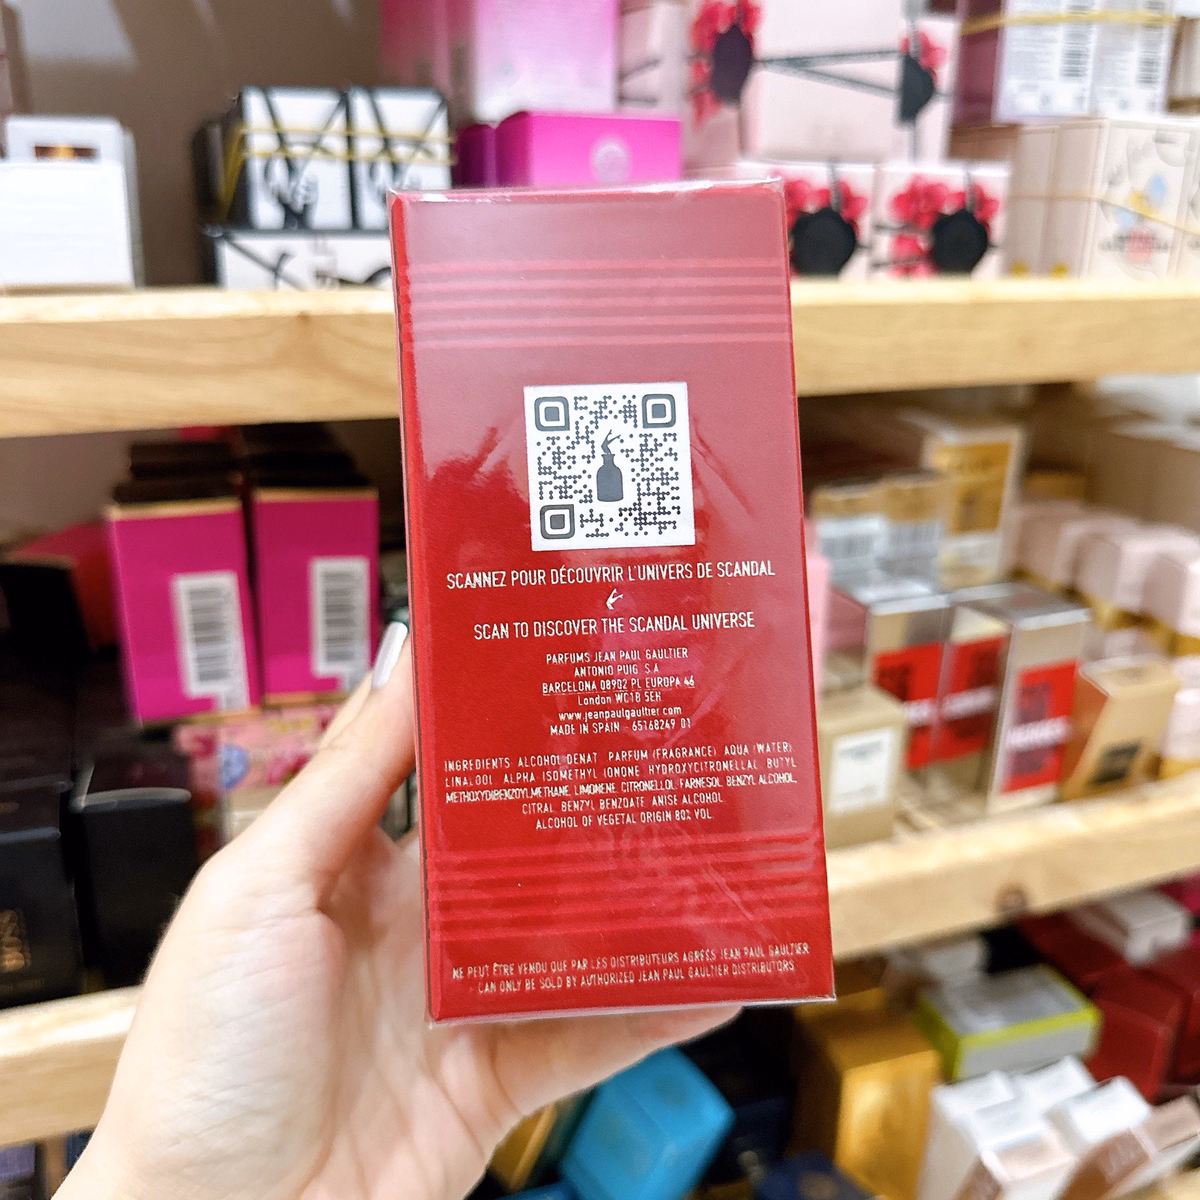 SCANNEZ POUR DÉCOUVRIR L'UNIVERS DE SCANDAL
SCAN TO DISCOVER THE SCANDAL UNIVERSE
PARFUMS JEAN PAUL GAULTIER
ANTONIO PUIG S.A
BARCELONA 08902 PL EUROPA 46
London WC1B 5EH
www.jeanpaulgaultier.com
MADE IN SPAIN - 65168249 01
INGREDIENTS ALCOHOL DENAT PARFUM (FRAGRANCE) AQUA (WATER)
LINALOOL ALPHA-ISOMETHYL IONONE HYDROXYCITRONELLAL BUTYL
METHOXYDIBENZOYLMETHANE, LIMONENE, CITRONELLOL, FARNESOL, BENZYL ALCOHOL,
CITRAL BENZYL BENZOATE ANISE ALCOHOL
ALCOHOL OF VEGETAL ORIGIN 80% VOL.
NE PEUT ÊTRE VENDU QUE PAR LES DISTRIBUTEURS AGRÉÉS JEAN PAUL GAULTIER
CAN ONLY BE SOLD BY AUTHORIZED JEAN PAUL GAULTIER DISTRIBUTORS